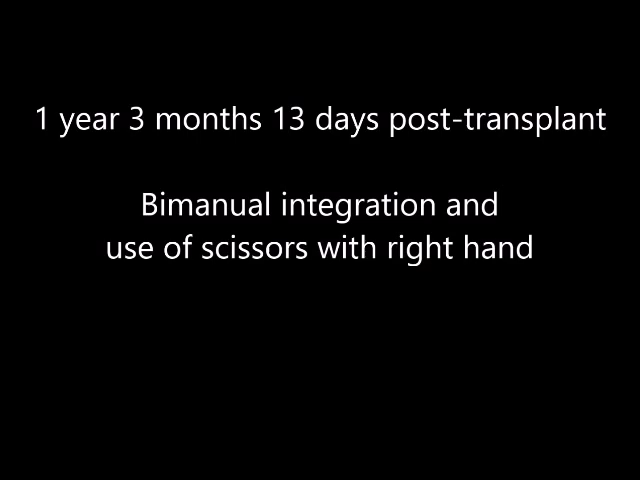 1 year 3 months 13 days post-transplant
Bimanual integration and
use of scissors with right hand